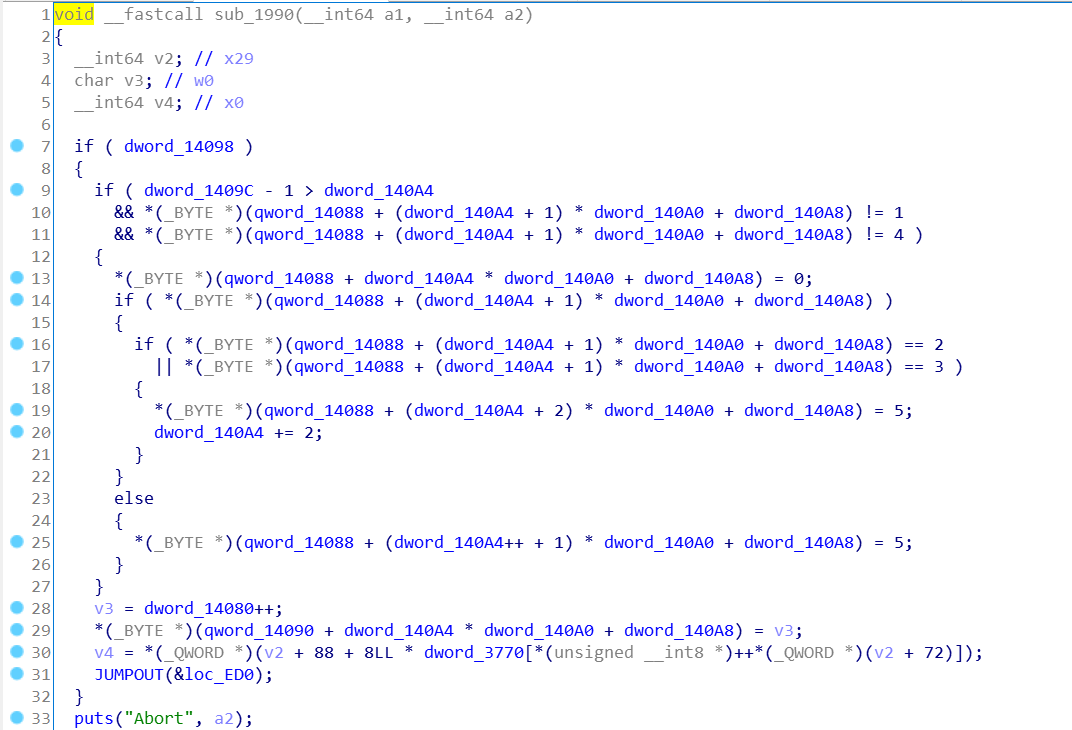 1 void __fastcall sub_1990(__int64 a1, __int64 a2)
2 {
3 __int64 v2; // x29
4 char v3; // w0
5 __int64 v4; // x0
6
7 if ( dword_14098 )
8 {
9 if ( dword_1409C - 1 > dword_140A4
10 && *(_BYTE *)(qword_14088 + (dword_140A4 + 1) * dword_140A0 + dword_140A8) != 1
11 && *(_BYTE *)(qword_14088 + (dword_140A4 + 1) * dword_140A0 + dword_140A8) != 4 )
12 {
13 *(_BYTE *)(qword_14088 + dword_140A4 * dword_140A0 + dword_140A8) = 0;
14 if ( *(_BYTE *)(qword_14088 + (dword_140A4 + 1) * dword_140A0 + dword_140A8) )
15 {
16 if ( *(_BYTE *)(qword_14088 + (dword_140A4 + 1) * dword_140A0 + dword_140A8) == 2
17 || *(_BYTE *)(qword_14088 + (dword_140A4 + 1) * dword_140A0 + dword_140A8) == 3 )
18 {
19 *(_BYTE *)(qword_14088 + (dword_140A4 + 2) * dword_140A0 + dword_140A8) = 5;
20 dword_140A4 += 2;
21 }
22 }
23 else
24 {
25 *(_BYTE *)(qword_14088 + (dword_140A4++ + 1) * dword_140A0 + dword_140A8) = 5;
26 }
27 }
28 v3 = dword_14080++;
29 *(_BYTE *)(qword_14090 + dword_140A4 * dword_140A0 + dword_140A8) = v3;
30 v4 = *(_QWORD *)(v2 + 88 + 8LL * dword_3770[*(unsigned __int8 *)++*(_QWORD *)(v2 + 72)]);
31 JUMPOUT(&loc_ED0);
32 }
33 puts("Abort", a2);